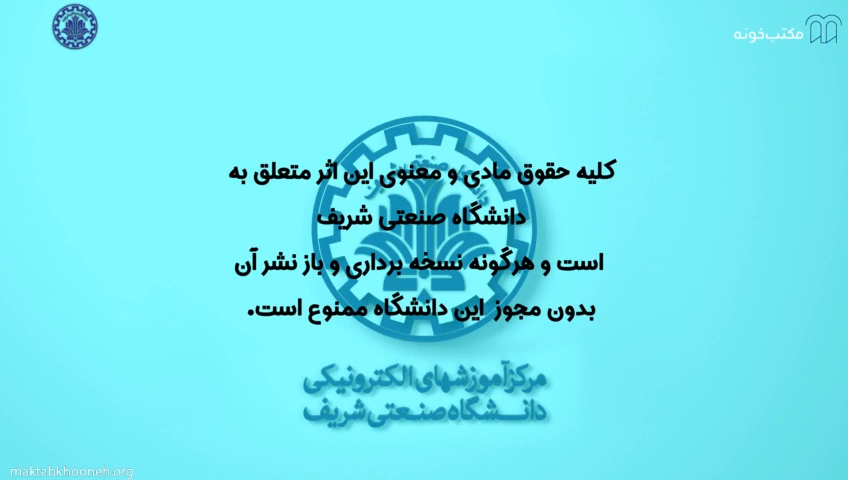 مکتب‌خونه
کلیه حقوق مادی و معنوی این اثر متعلق به
دانشگاه صنعتی شریف
است و هرگونه نسخه برداری و باز نشر آن
بدون مجوز این دانشگاه ممنوع است.
مرکز آموزشهای الکترونیکی
دانشگاه صنعتی شریف
maktabkhooneh.org